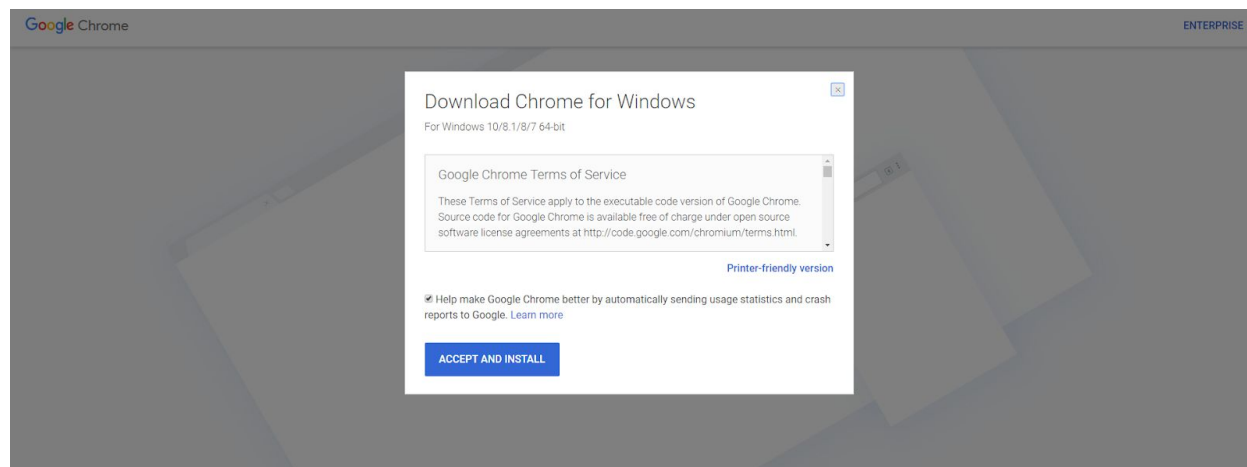 Google Chrome
ENTERPRISE
Download Chrome for Windows
For Windows 10/8.1/8/7 64-bit
Google Chrome Terms of Service
These Terms of Service apply to the executable code version of Google Chrome.
Source code for Google Chrome is available free of charge under open source
software license agreements at http://code.google.com/chromium/terms.html.
Printer-friendly version
Help make Google Chrome better by automatically sending usage statistics and crash
reports to Google. Learn more
ACCEPT AND INSTALL